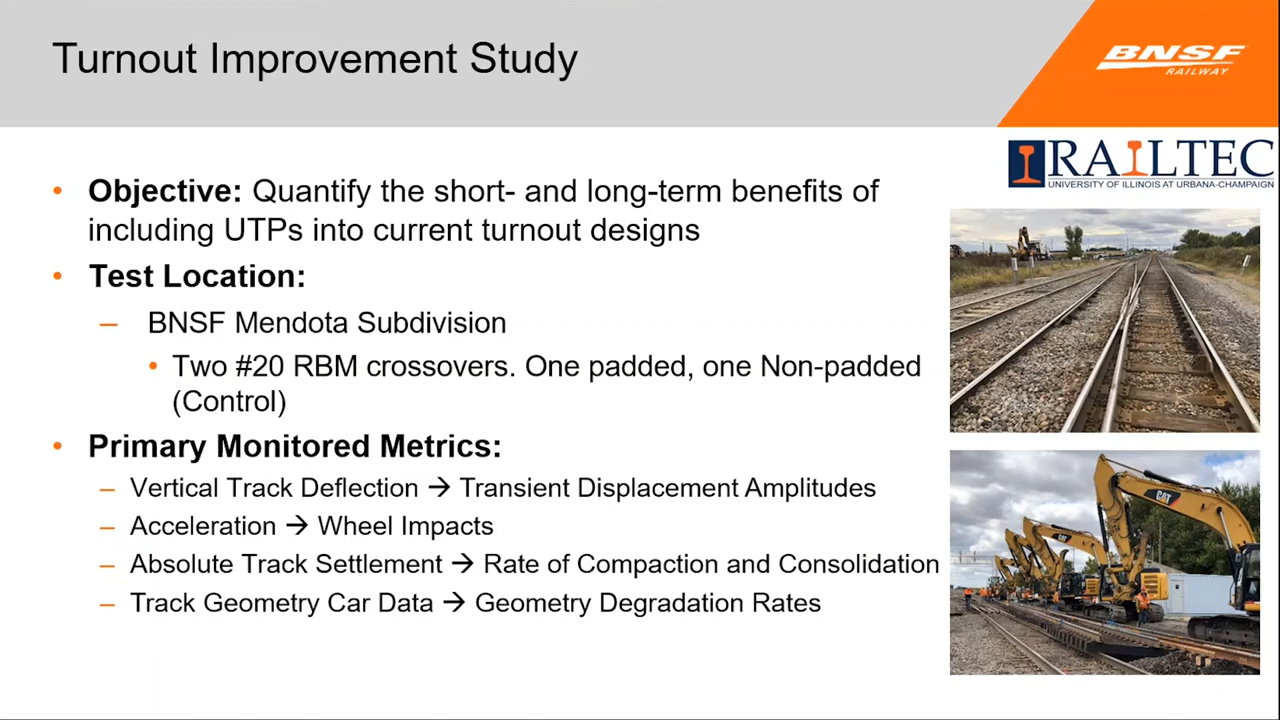 Turnout Improvement Study
BNSF
RAILWAY
RAILTEC
UNIVERSITY OF ILLINOIS AT URBANA-CHAMPAIGN
• Objective: Quantify the short- and long-term benefits of
including UTPs into current turnout designs
• Test Location:
– BNSF Mendota Subdivision
• Two #20 RBM crossovers. One padded, one Non-padded
(Control)
• Primary Monitored Metrics:
– Vertical Track Deflection → Transient Displacement Amplitudes
– Acceleration → Wheel Impacts
– Absolute Track Settlement → Rate of Compaction and Consolidation
– Track Geometry Car Data → Geometry Degradation Rates
CAT
CAT